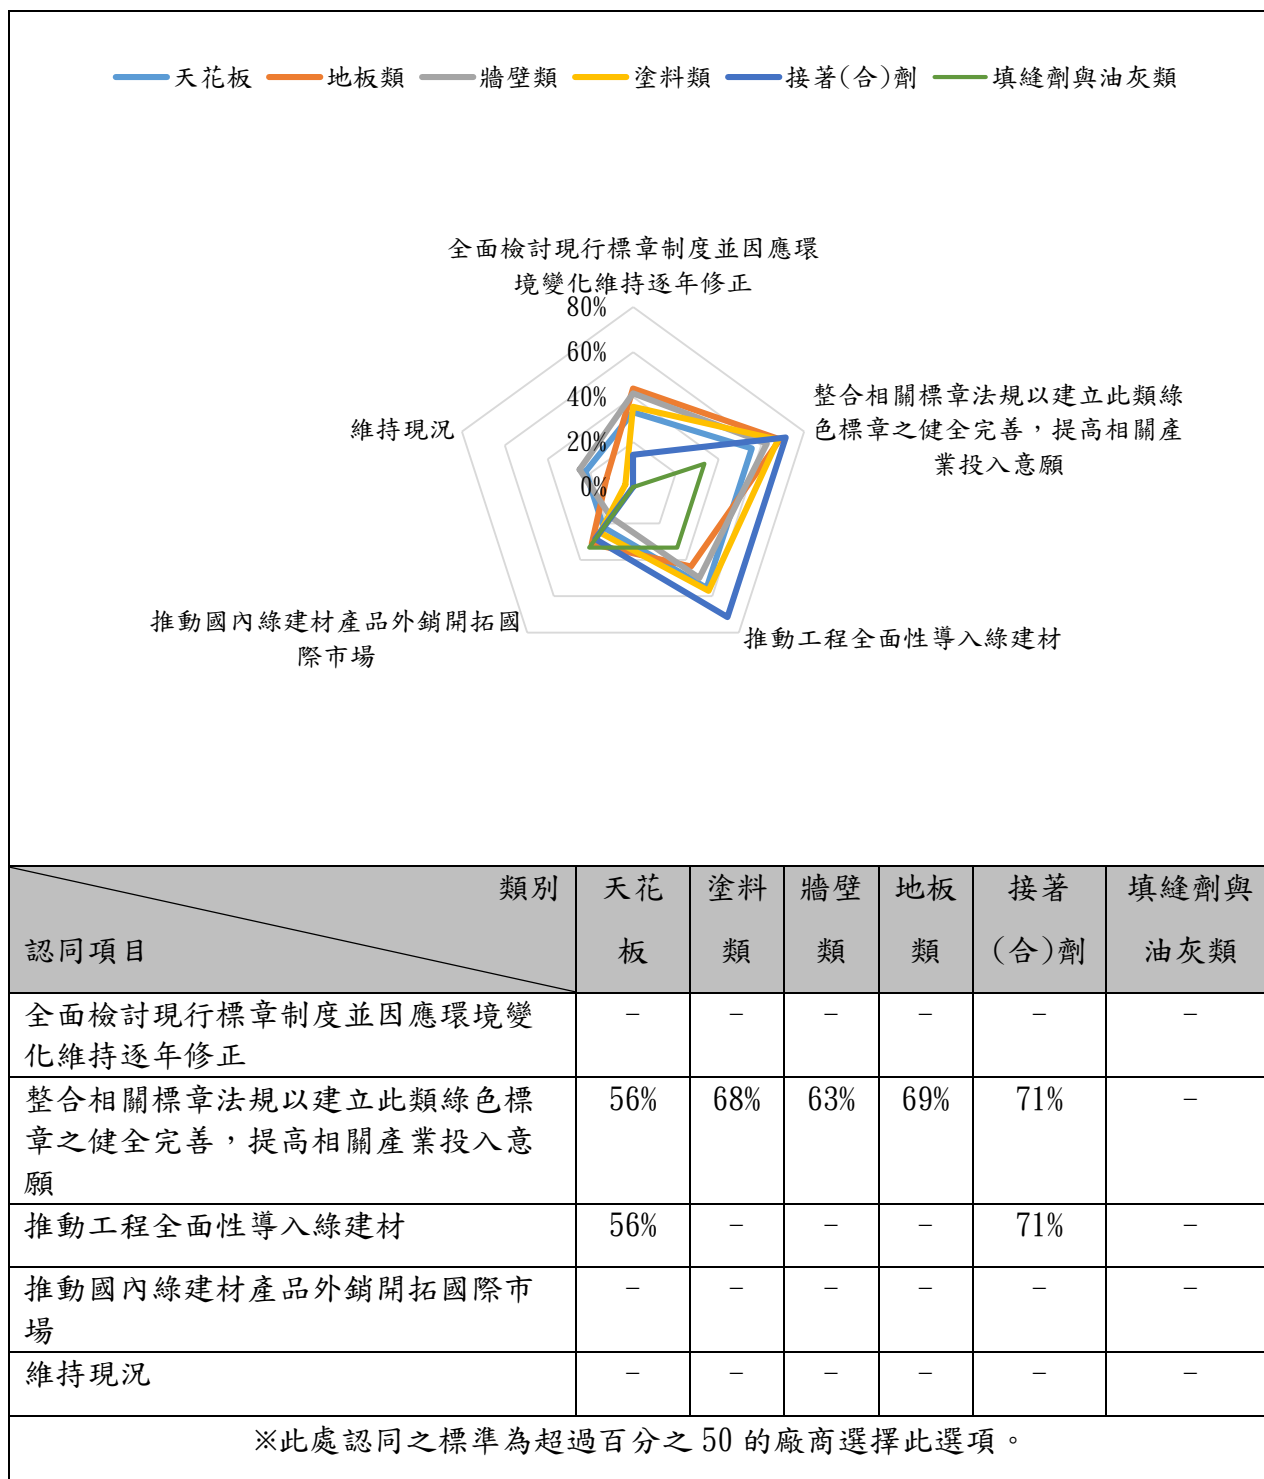 天花板 地板類 牆壁類 塗料類 接著(合)劑 填縫劑與油灰類
全面檢討現行標章制度並因應環
境變化維持逐年修正
80%
60%
40%
20%
0%
整合相關標章法規以建立此類綠
色標章之健全完善，提高相關產
業投入意願
維持現況
推動國內綠建材產品外銷開拓國
際市場
推動工程全面性導入綠建材
類別
認同項目
天花
板
塗料
類
牆壁
類
地板
類
接著
(合)劑
填縫劑與
油灰類
全面檢討現行標章制度並因應環境變
化維持逐年修正
– – – – – –
整合相關標章法規以建立此類綠色標
章之健全完善，提高相關產業投入意
願
56% 68% 63% 69% 71% –
推動工程全面性導入綠建材
56% – – – 71% –
推動國內綠建材產品外銷開拓國際市
場
– – – – – –
維持現況
– – – – – –
※此處認同之標準為超過百分之 50 的廠商選擇此選項。